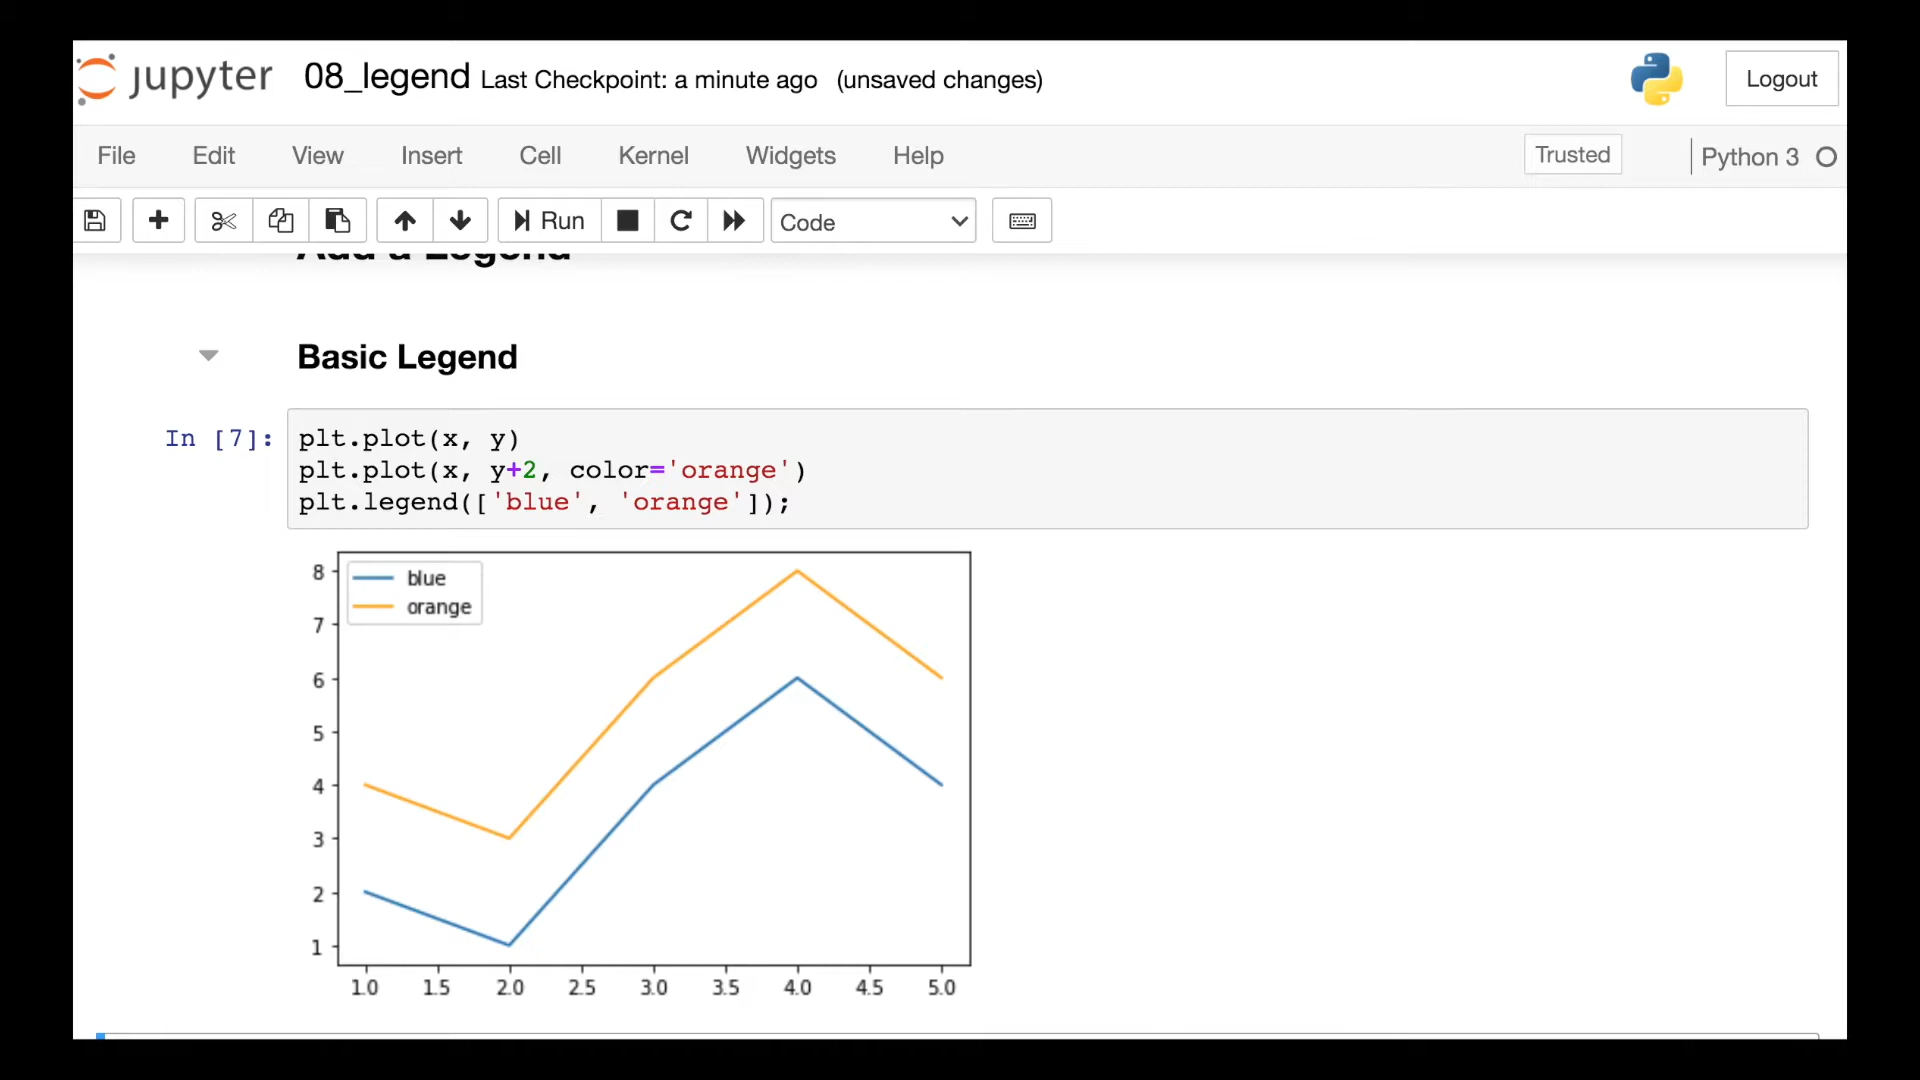 jupyter 08_legend Last Checkpoint: a minute ago (unsaved changes) Logout
File Edit View Insert Cell Kernel Widgets Help Trusted Python 3
Run Code
Add a Legend
Basic Legend
In [7]: plt.plot(x, y)
plt.plot(x, y+2, color='orange')
plt.legend(['blue', 'orange']);
8
blue
orange
7
6
5
4
3
2
1
1.0 1.5 2.0 2.5 3.0 3.5 4.0 4.5 5.0